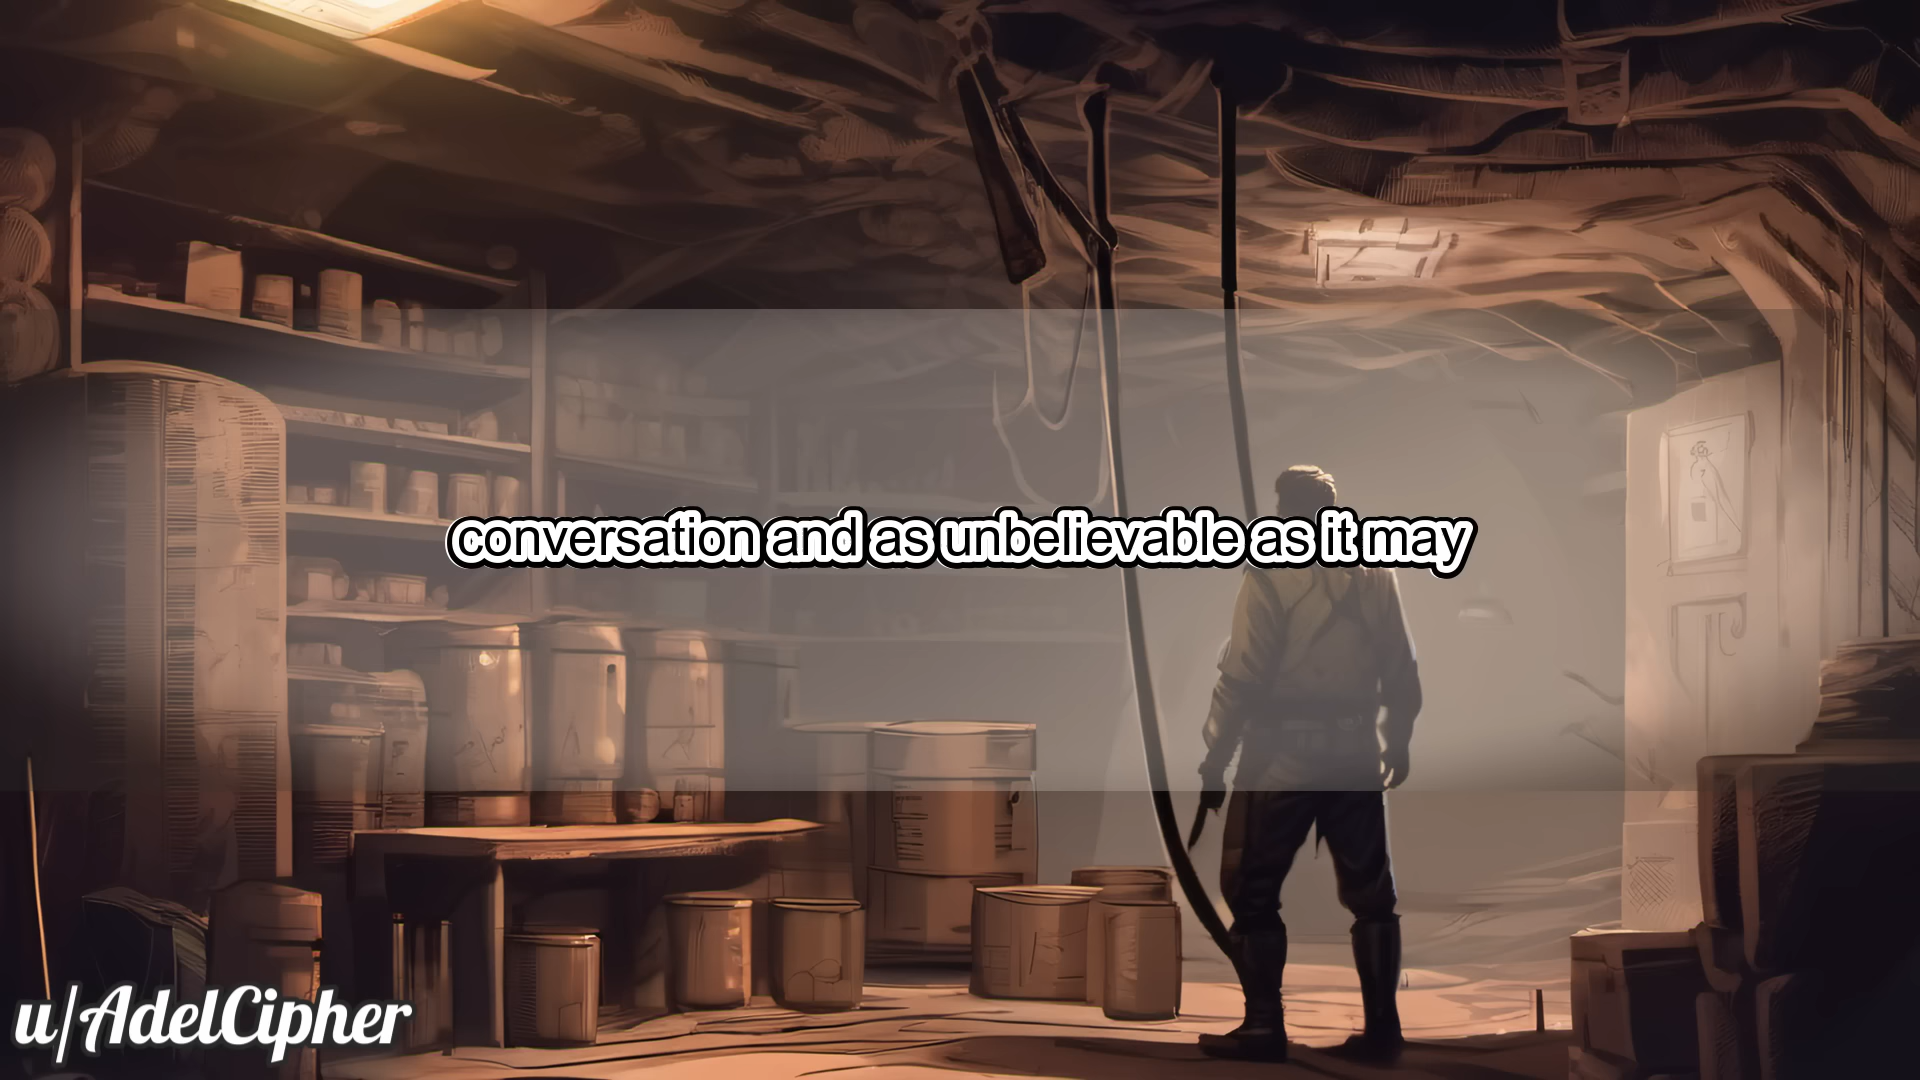 conversation and as unbelievable as it may
u/AdelCipher